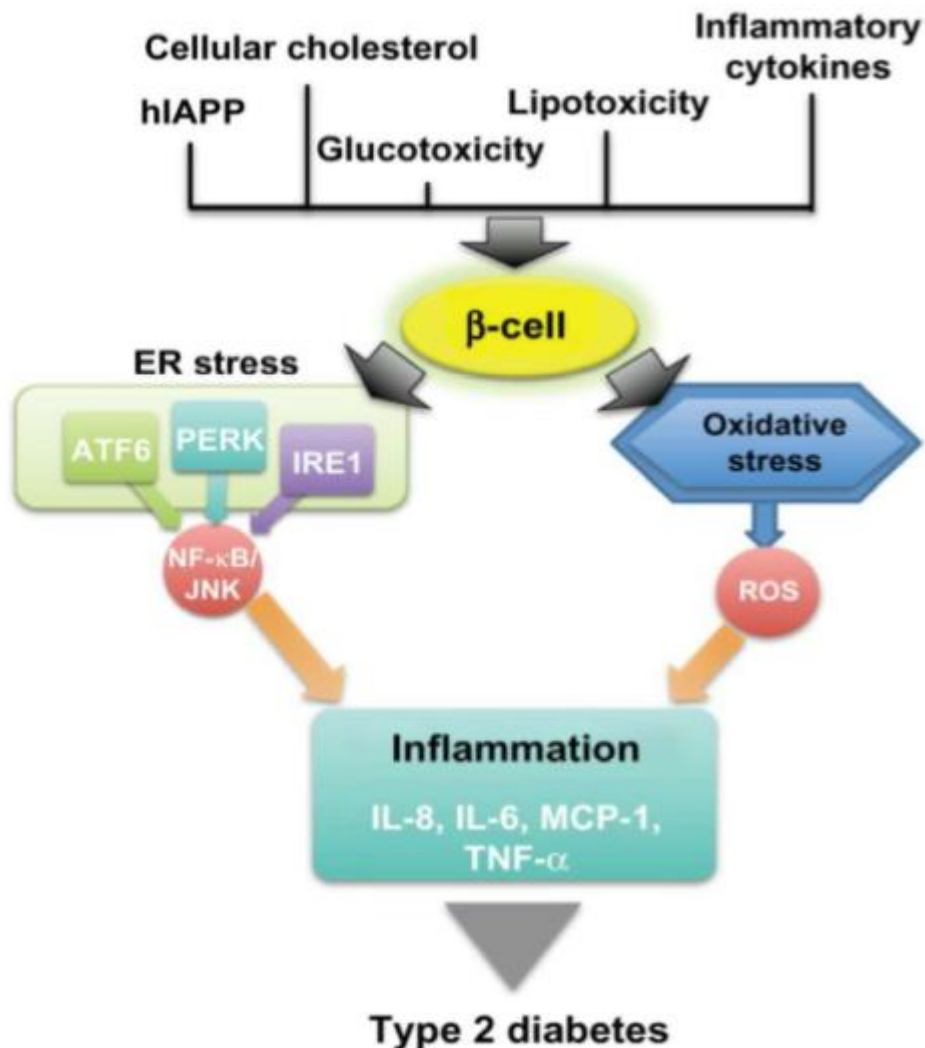 Cellular cholesterol
Inflammatory
cytokines
hIAPP
Lipotoxicity
Glucotoxicity
β-cell
ER stress
ATF6
PERK
IRE1
Oxidative
stress
NF-κB/
JNK
ROS
Inflammation
IL-8, IL-6, MCP-1,
TNF-α
Type 2 diabetes